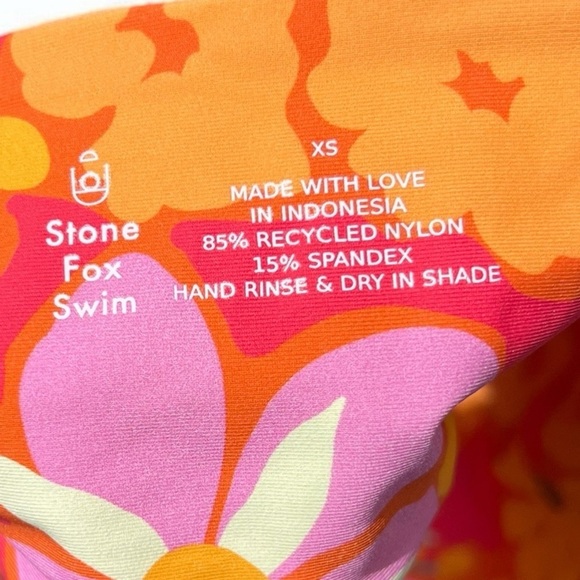 Stone
Fox
Swim
XS
MADE WITH LOVE
IN INDONESIA
85% RECYCLED NYLON
15% SPANDEX
HAND RINSE & DRY IN SHADE